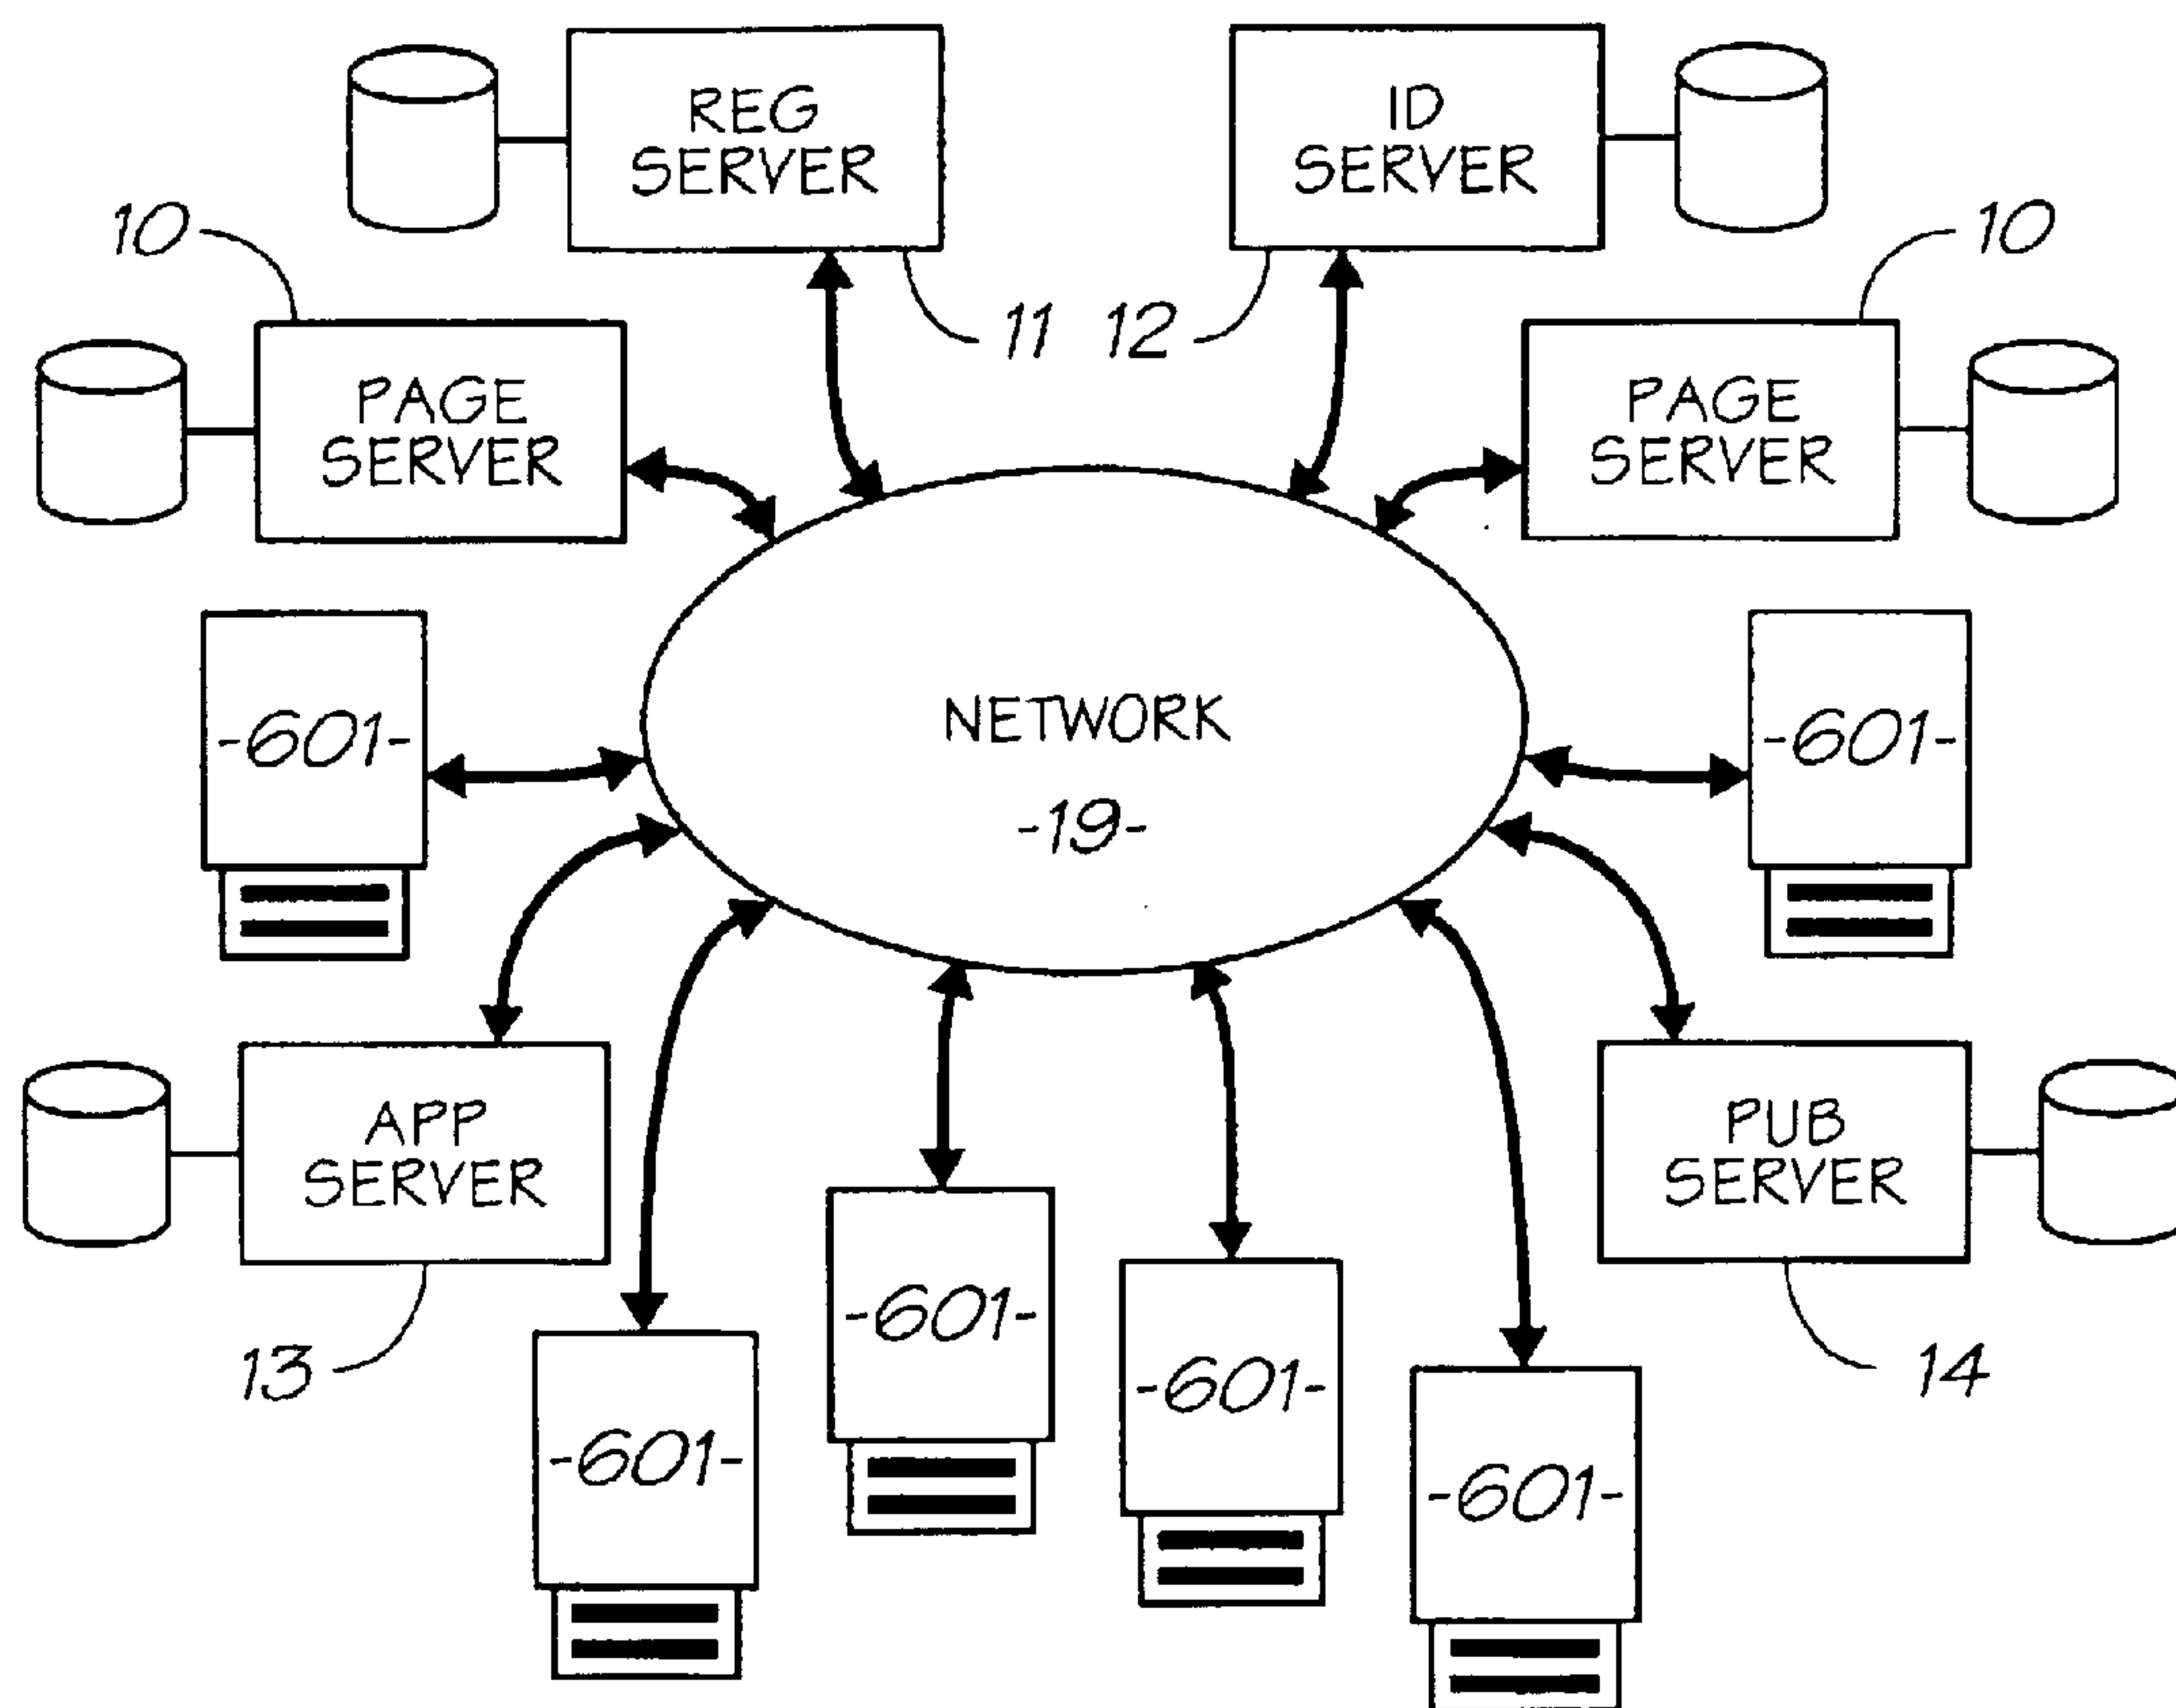 REG
SERVER
ID
SERVER
10
10
11
12
PAGE
SERVER
PAGE
SERVER
-601-
NETWORK
-19-
-601-
APP
SERVER
PUB
SERVER
-601-
-601-
13
14
-601-
-601-